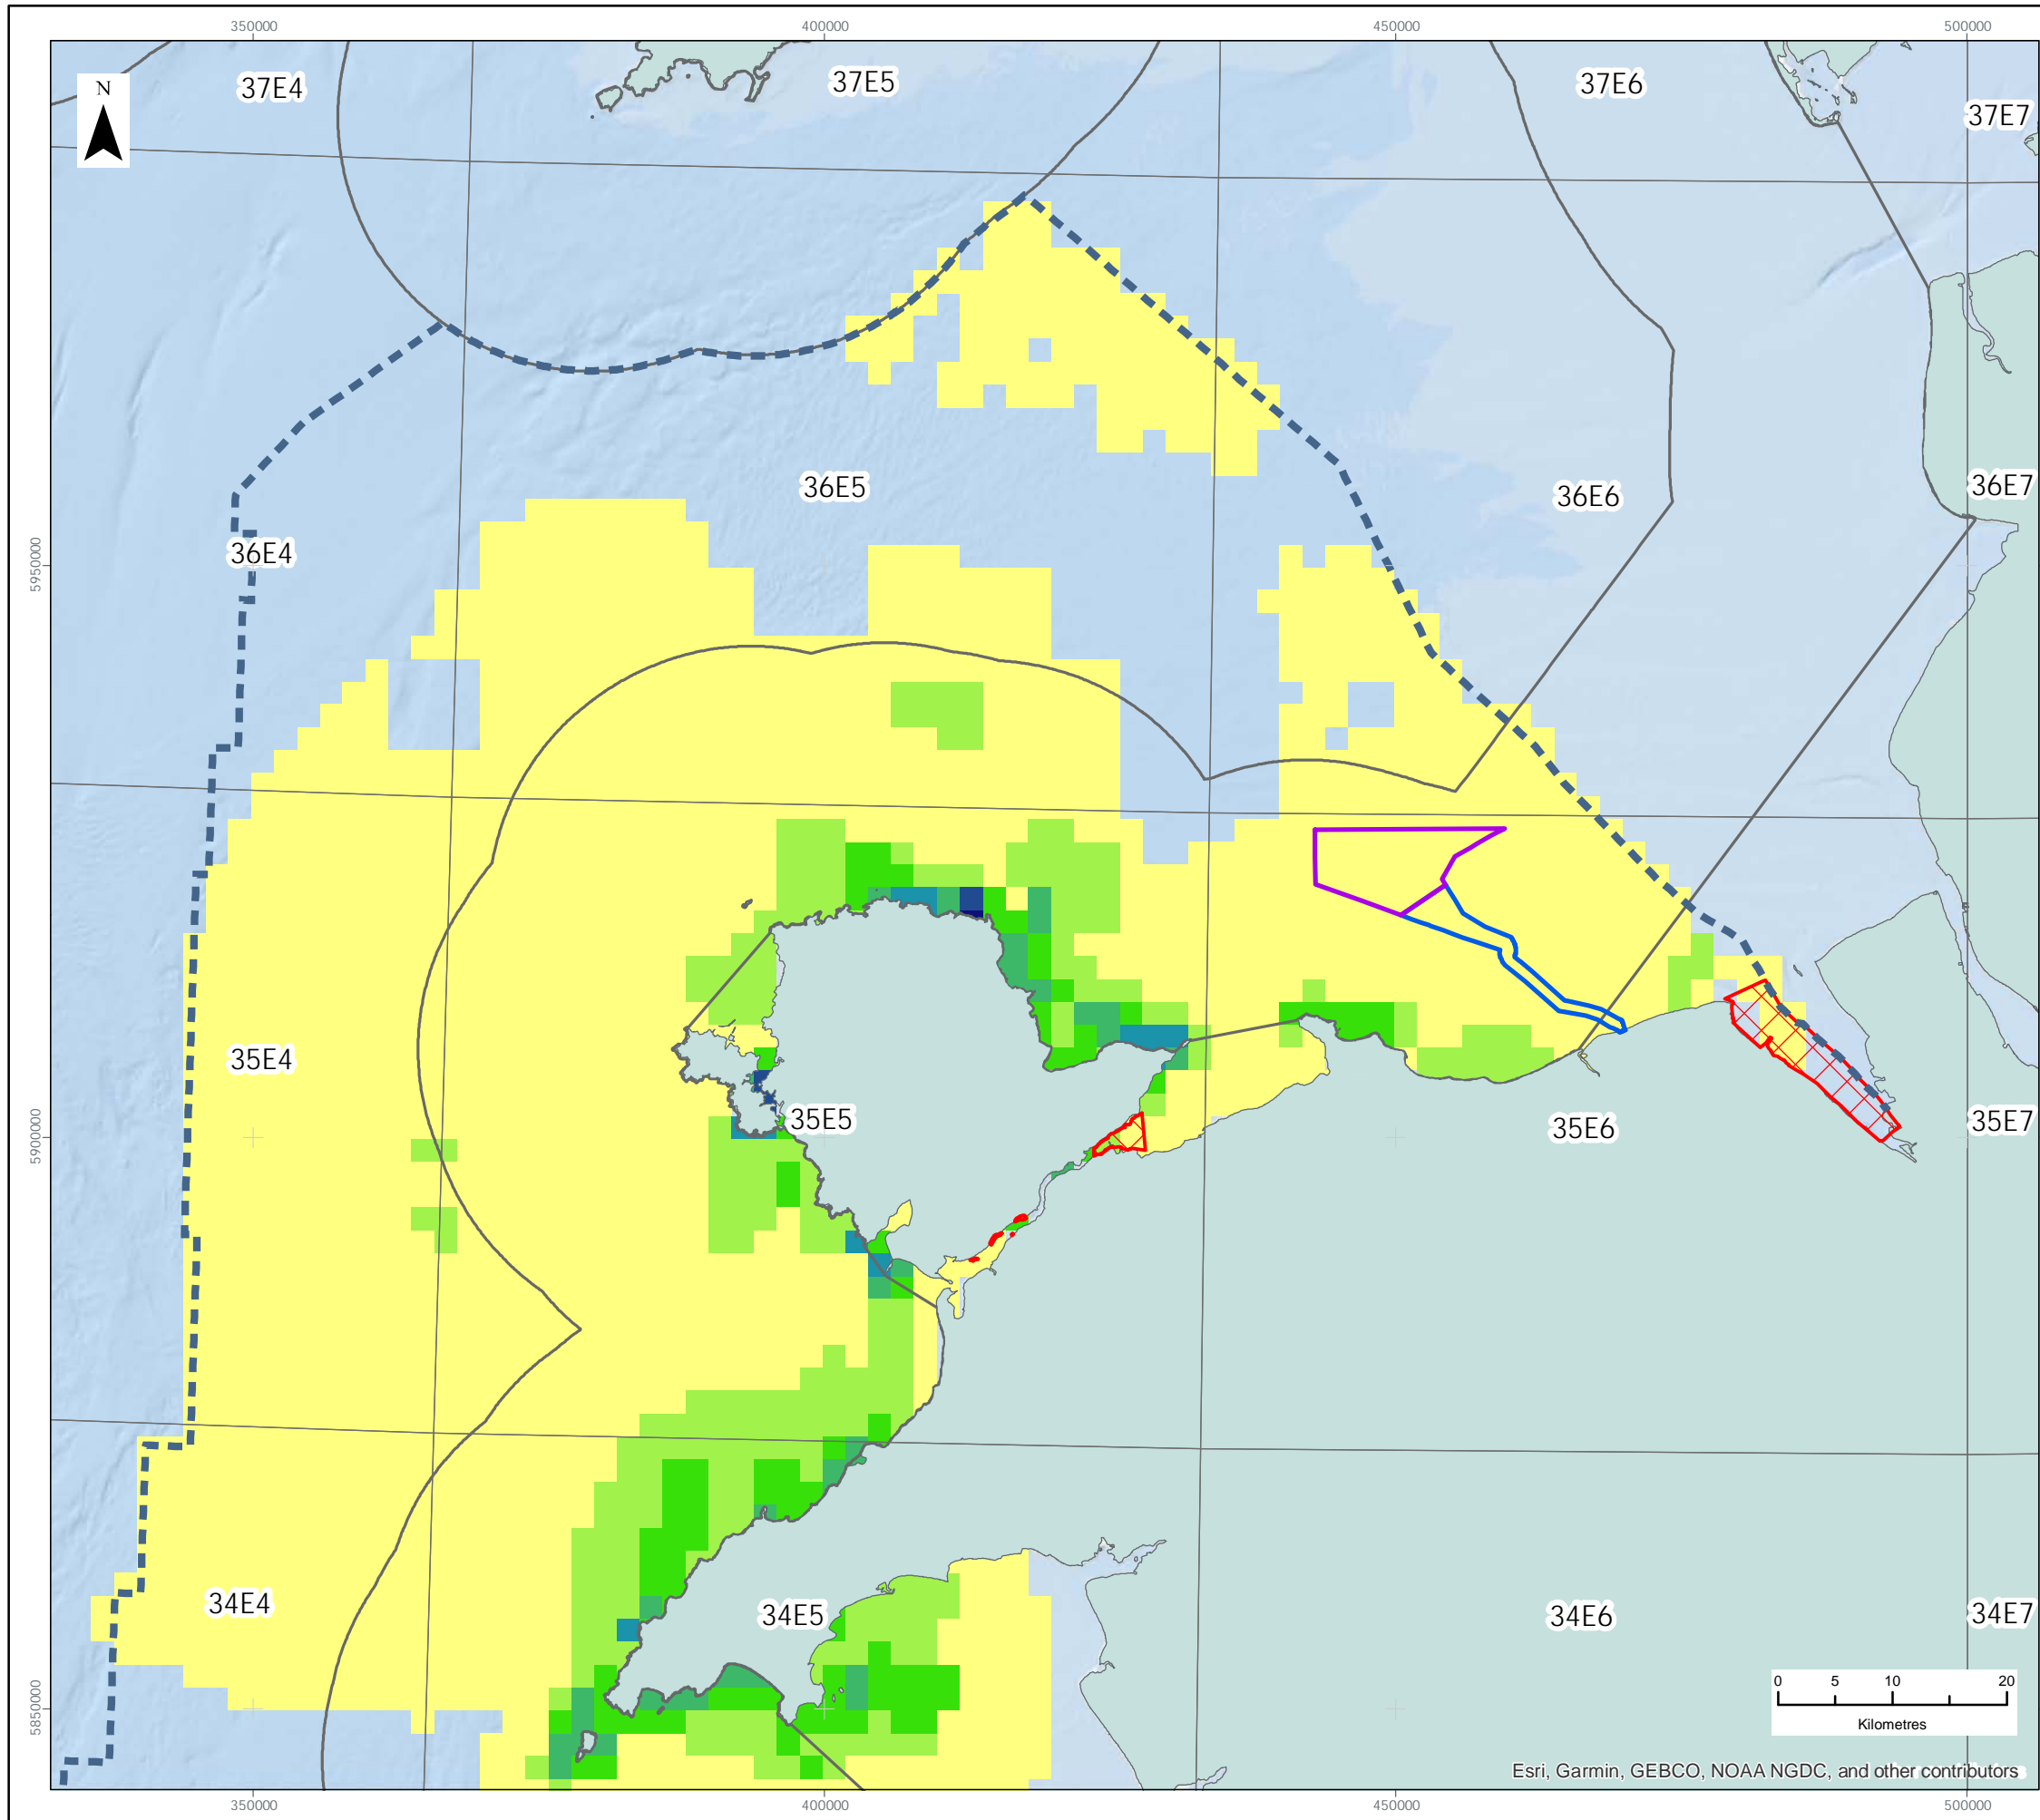 350000 400000 450000 500000
N
37E4 37E5 37E6 37E7
36E4 36E5 36E6 36E7
5950000
35E4 35E5 35E6 35E7
5900000
34E4 34E5 34E6 34E7
5850000
0 5 10 20
Kilometres
Esri, Garmin, GEBCO, NOAA NGDC, and other contributors
350000 400000 450000 500000